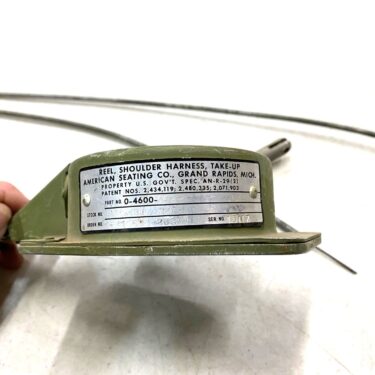 REEL, SHOULDER HARNESS, TAKE-UP
AMERICAN SEATING CO., GRAND RAPIDS, MICH.
PROPERTY U.S. GOV'T. SPEC. AN-R-29(2)
PATENT NOS. 2,434,119; 2,480,335; 2,071,903
PART NO. 0-4600-
STOCK NO.
ORDER NO. SER NO.